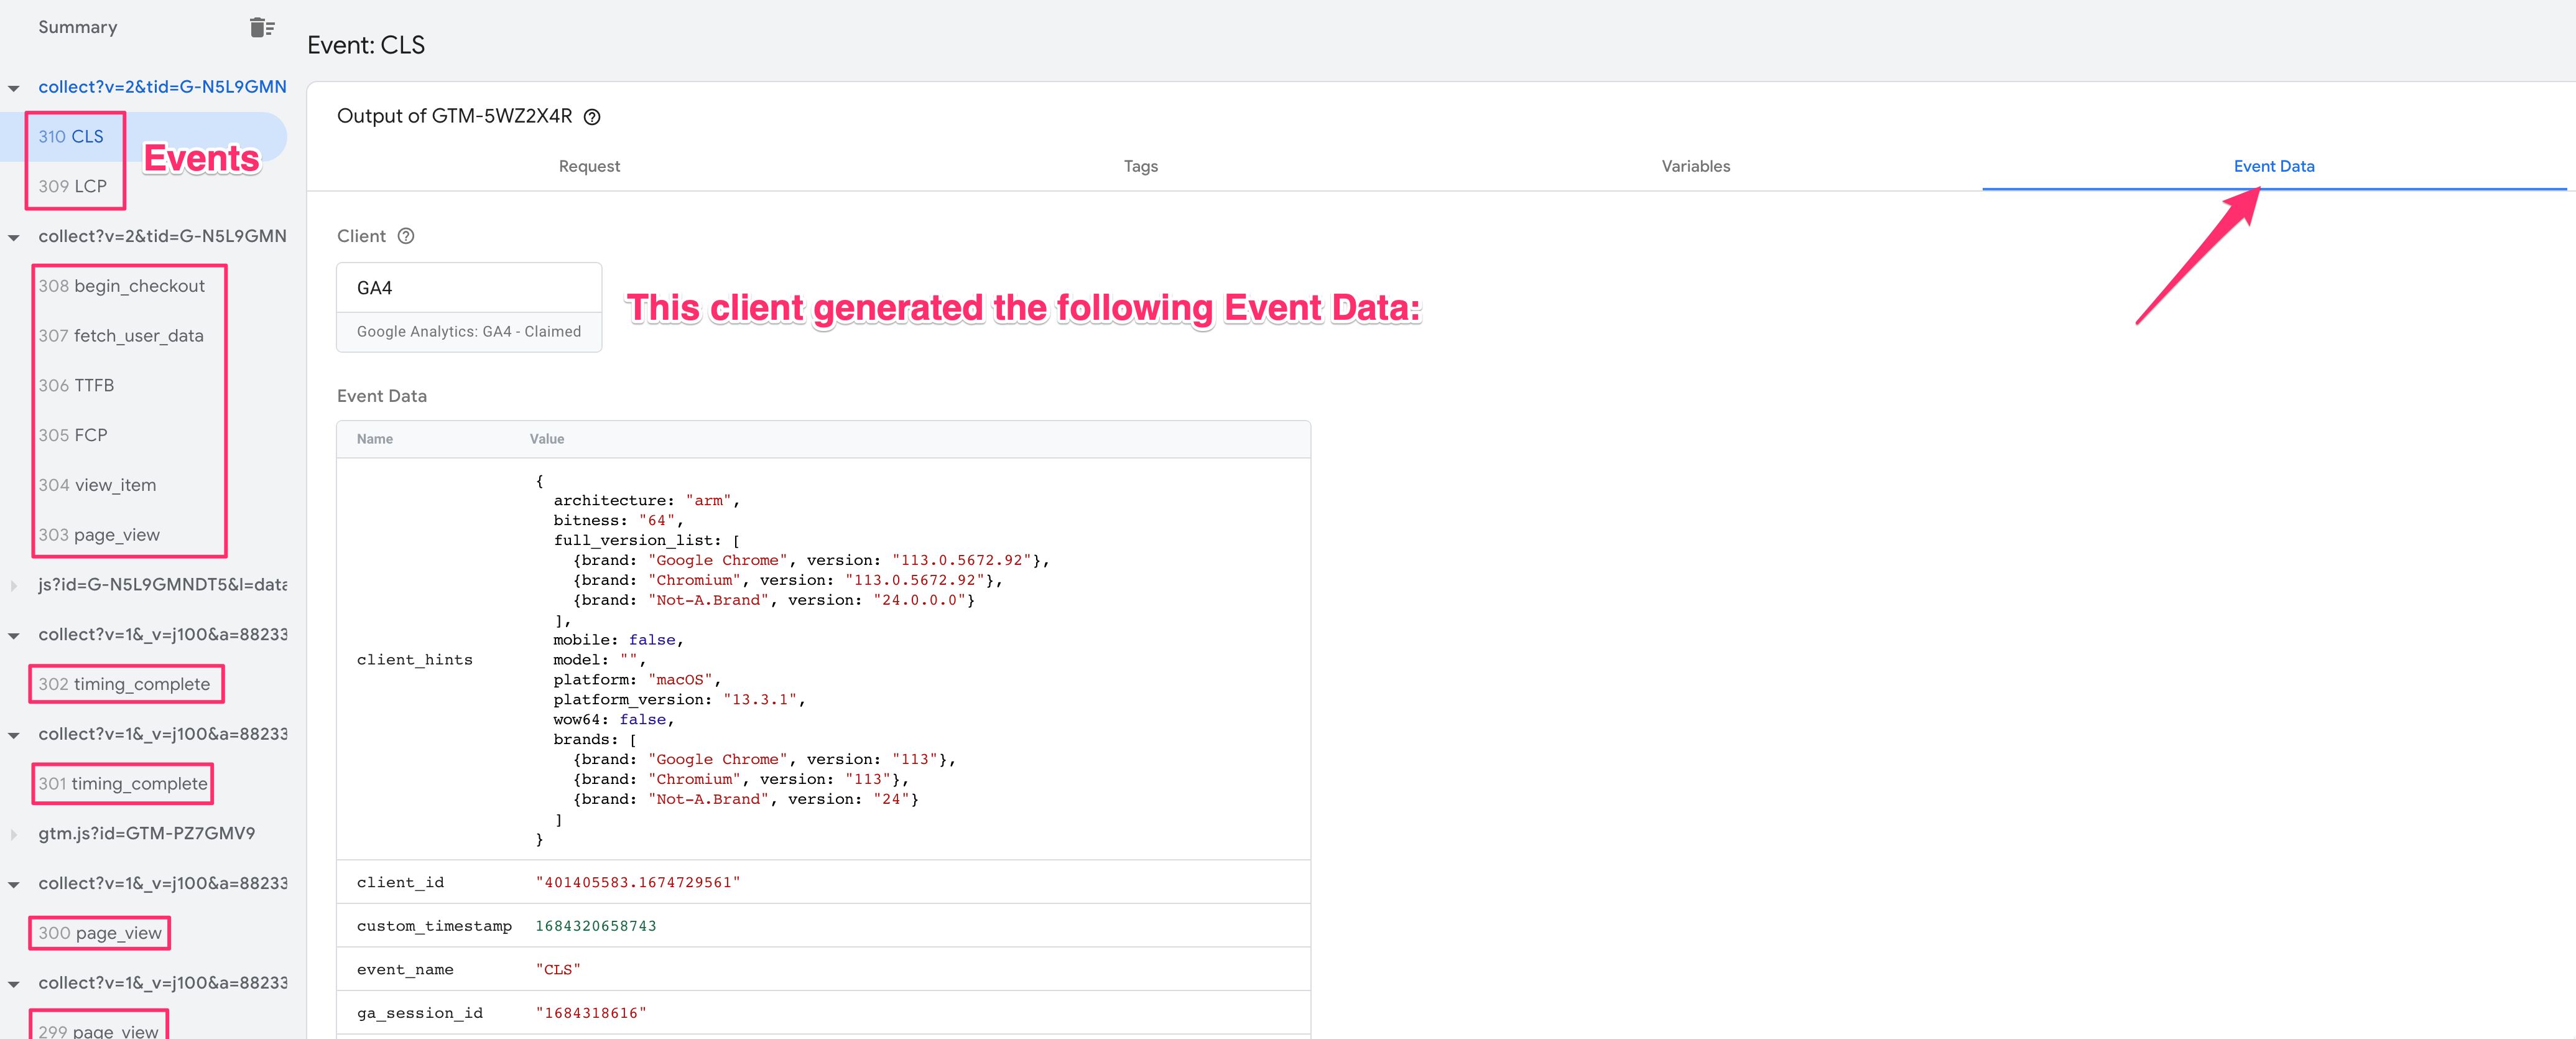 Summary
collect?v=2&tid=G-N5L9GMN
310 CLS
309 LCP
Events
collect?v=2&tid=G-N5L9GMN
308 begin_checkout
307 fetch_user_data
306 TTFB
305 FCP
304 view_item
303 page_view
js?id=G-N5L9GMNDT5&l=data
collect?v=1&_v=j100&a=88233
302 timing_complete
collect?v=1&_v=j100&a=88233
301 timing_complete
gtm.js?id=GTM-PZ7GMV9
collect?v=1&_v=j100&a=88233
300 page_view
collect?v=1&_v=j100&a=88233
299 page_view
Event: CLS
Output of GTM-5WZ2X4R
Request Tags Variables Event Data
Client
GA4
Google Analytics: GA4 - Claimed
This client generated the following Event Data:
Event Data
Name Value
client_hints
{
architecture: "arm",
bitness: "64",
full_version_list: [
{brand: "Google Chrome", version: "113.0.5672.92"},
{brand: "Chromium", version: "113.0.5672.92"},
{brand: "Not-A.Brand", version: "24.0.0.0"}
],
mobile: false,
model: "",
platform: "macOS",
platform_version: "13.3.1",
wow64: false,
brands: [
{brand: "Google Chrome", version: "113"},
{brand: "Chromium", version: "113"},
{brand: "Not-A.Brand", version: "24"}
]
}
client_id "401405583.1674729561"
custom_timestamp 1684320658743
event_name "CLS"
ga_session_id "1684318616"